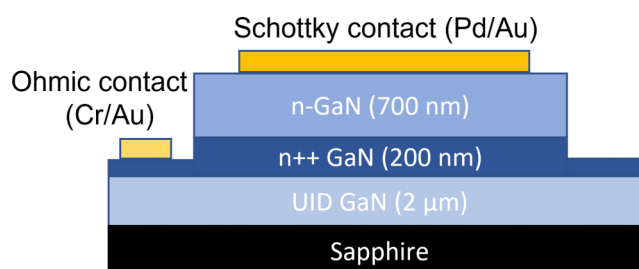 Schottky contact (Pd/Au)
Ohmic contact
(Cr/Au)
n-GaN (700 nm)
n++ GaN (200 nm)
UID GaN (2 μm)
Sapphire